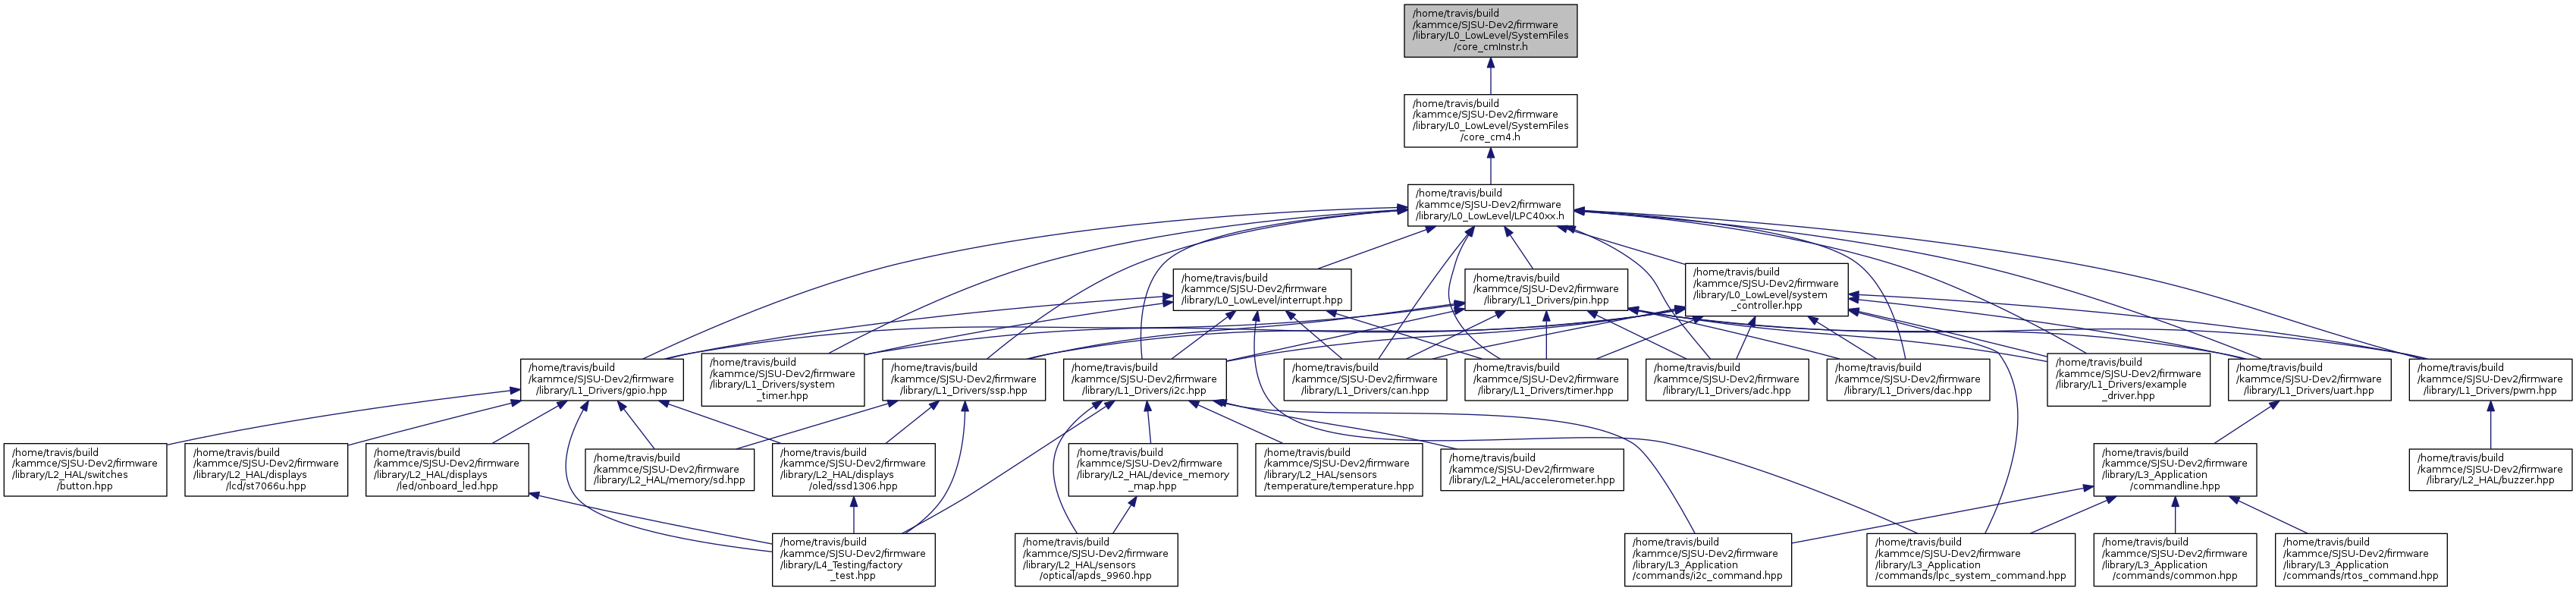 /home/travis/build
/kammce/SJSU-Dev2/firmware
/library/L0_LowLevel/SystemFiles
/core_cmInstr.h
/home/travis/build
/kammce/SJSU-Dev2/firmware
/library/L0_LowLevel/SystemFiles
/core_cm4.h
/home/travis/build
/kammce/SJSU-Dev2/firmware
/library/L0_LowLevel/LPC40xx.h
/home/travis/build
/kammce/SJSU-Dev2/firmware
/library/L0_LowLevel/interrupt.hpp
/home/travis/build
/kammce/SJSU-Dev2/firmware
/library/L1_Drivers/pin.hpp
/home/travis/build
/kammce/SJSU-Dev2/firmware
/library/L0_LowLevel/system
_controller.hpp
/home/travis/build
/kammce/SJSU-Dev2/firmware
/library/L1_Drivers/gpio.hpp
/home/travis/build
/kammce/SJSU-Dev2/firmware
/library/L1_Drivers/system
_timer.hpp
/home/travis/build
/kammce/SJSU-Dev2/firmware
/library/L1_Drivers/ssp.hpp
/home/travis/build
/kammce/SJSU-Dev2/firmware
/library/L1_Drivers/i2c.hpp
/home/travis/build
/kammce/SJSU-Dev2/firmware
/library/L1_Drivers/can.hpp
/home/travis/build
/kammce/SJSU-Dev2/firmware
/library/L1_Drivers/timer.hpp
/home/travis/build
/kammce/SJSU-Dev2/firmware
/library/L1_Drivers/adc.hpp
/home/travis/build
/kammce/SJSU-Dev2/firmware
/library/L1_Drivers/dac.hpp
/home/travis/build
/kammce/SJSU-Dev2/firmware
/library/L1_Drivers/example
_driver.hpp
/home/travis/build
/kammce/SJSU-Dev2/firmware
/library/L1_Drivers/uart.hpp
/home/travis/build
/kammce/SJSU-Dev2/firmware
/library/L1_Drivers/pwm.hpp
/home/travis/build
/kammce/SJSU-Dev2/firmware
/library/L2_HAL/switches
/button.hpp
/home/travis/build
/kammce/SJSU-Dev2/firmware
/library/L2_HAL/displays
/lcd/st7066u.hpp
/home/travis/build
/kammce/SJSU-Dev2/firmware
/library/L2_HAL/displays
/led/onboard_led.hpp
/home/travis/build
/kammce/SJSU-Dev2/firmware
/library/L2_HAL/memory/sd.hpp
/home/travis/build
/kammce/SJSU-Dev2/firmware
/library/L2_HAL/displays
/oled/ssd1306.hpp
/home/travis/build
/kammce/SJSU-Dev2/firmware
/library/L2_HAL/device_memory
_map.hpp
/home/travis/build
/kammce/SJSU-Dev2/firmware
/library/L2_HAL/sensors
/temperature/temperature.hpp
/home/travis/build
/kammce/SJSU-Dev2/firmware
/library/L2_HAL/accelerometer.hpp
/home/travis/build
/kammce/SJSU-Dev2/firmware
/library/L3_Application
/commandline.hpp
/home/travis/build
/kammce/SJSU-Dev2/firmware
/library/L2_HAL/buzzer.hpp
/home/travis/build
/kammce/SJSU-Dev2/firmware
/library/L4_Testing/factory
_test.hpp
/home/travis/build
/kammce/SJSU-Dev2/firmware
/library/L2_HAL/sensors
/optical/apds_9960.hpp
/home/travis/build
/kammce/SJSU-Dev2/firmware
/library/L3_Application
/commands/i2c_command.hpp
/home/travis/build
/kammce/SJSU-Dev2/firmware
/library/L3_Application
/commands/lpc_system_command.hpp
/home/travis/build
/kammce/SJSU-Dev2/firmware
/library/L3_Application
/commands/common.hpp
/home/travis/build
/kammce/SJSU-Dev2/firmware
/library/L3_Application
/commands/rtos_command.hpp